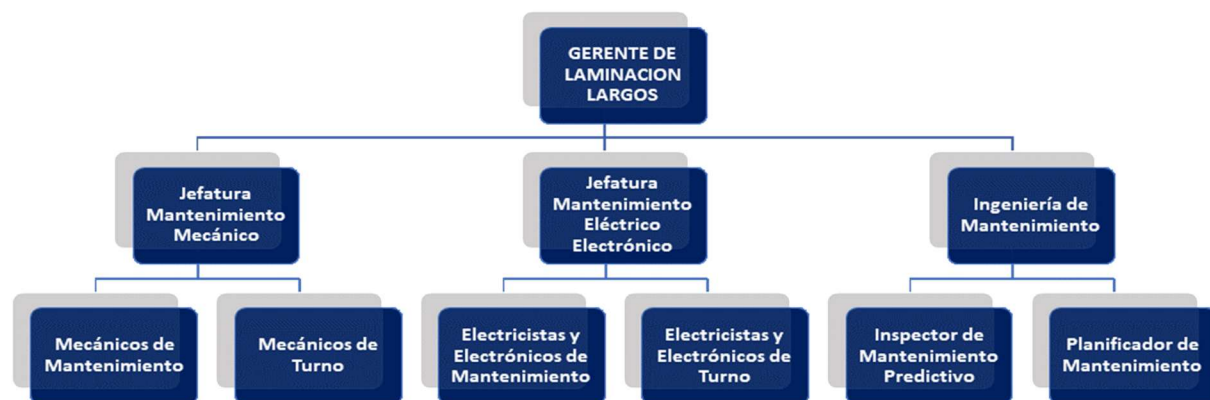 GERENTE DE
LAMINACION
LARGOS
Jefatura
Mantenimiento
Mecánico
Jefatura
Mantenimiento
Eléctrico
Electrónico
Ingeniería de
Mantenimiento
Mecánicos de
Mantenimiento
Mecánicos de
Turno
Electricistas y
Electrónicos de
Mantenimiento
Electricistas y
Electrónicos de
Turno
Inspector de
Mantenimiento
Predictivo
Planificador de
Mantenimiento